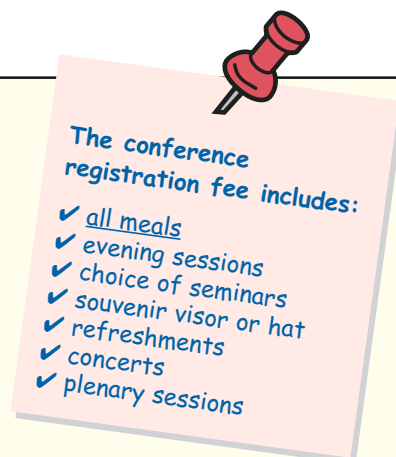 The conference
registration fee includes:
✔ all meals
✔ evening sessions
✔ choice of seminars
✔ souvenir visor or hat
✔ refreshments
✔ concerts
✔ plenary sessions